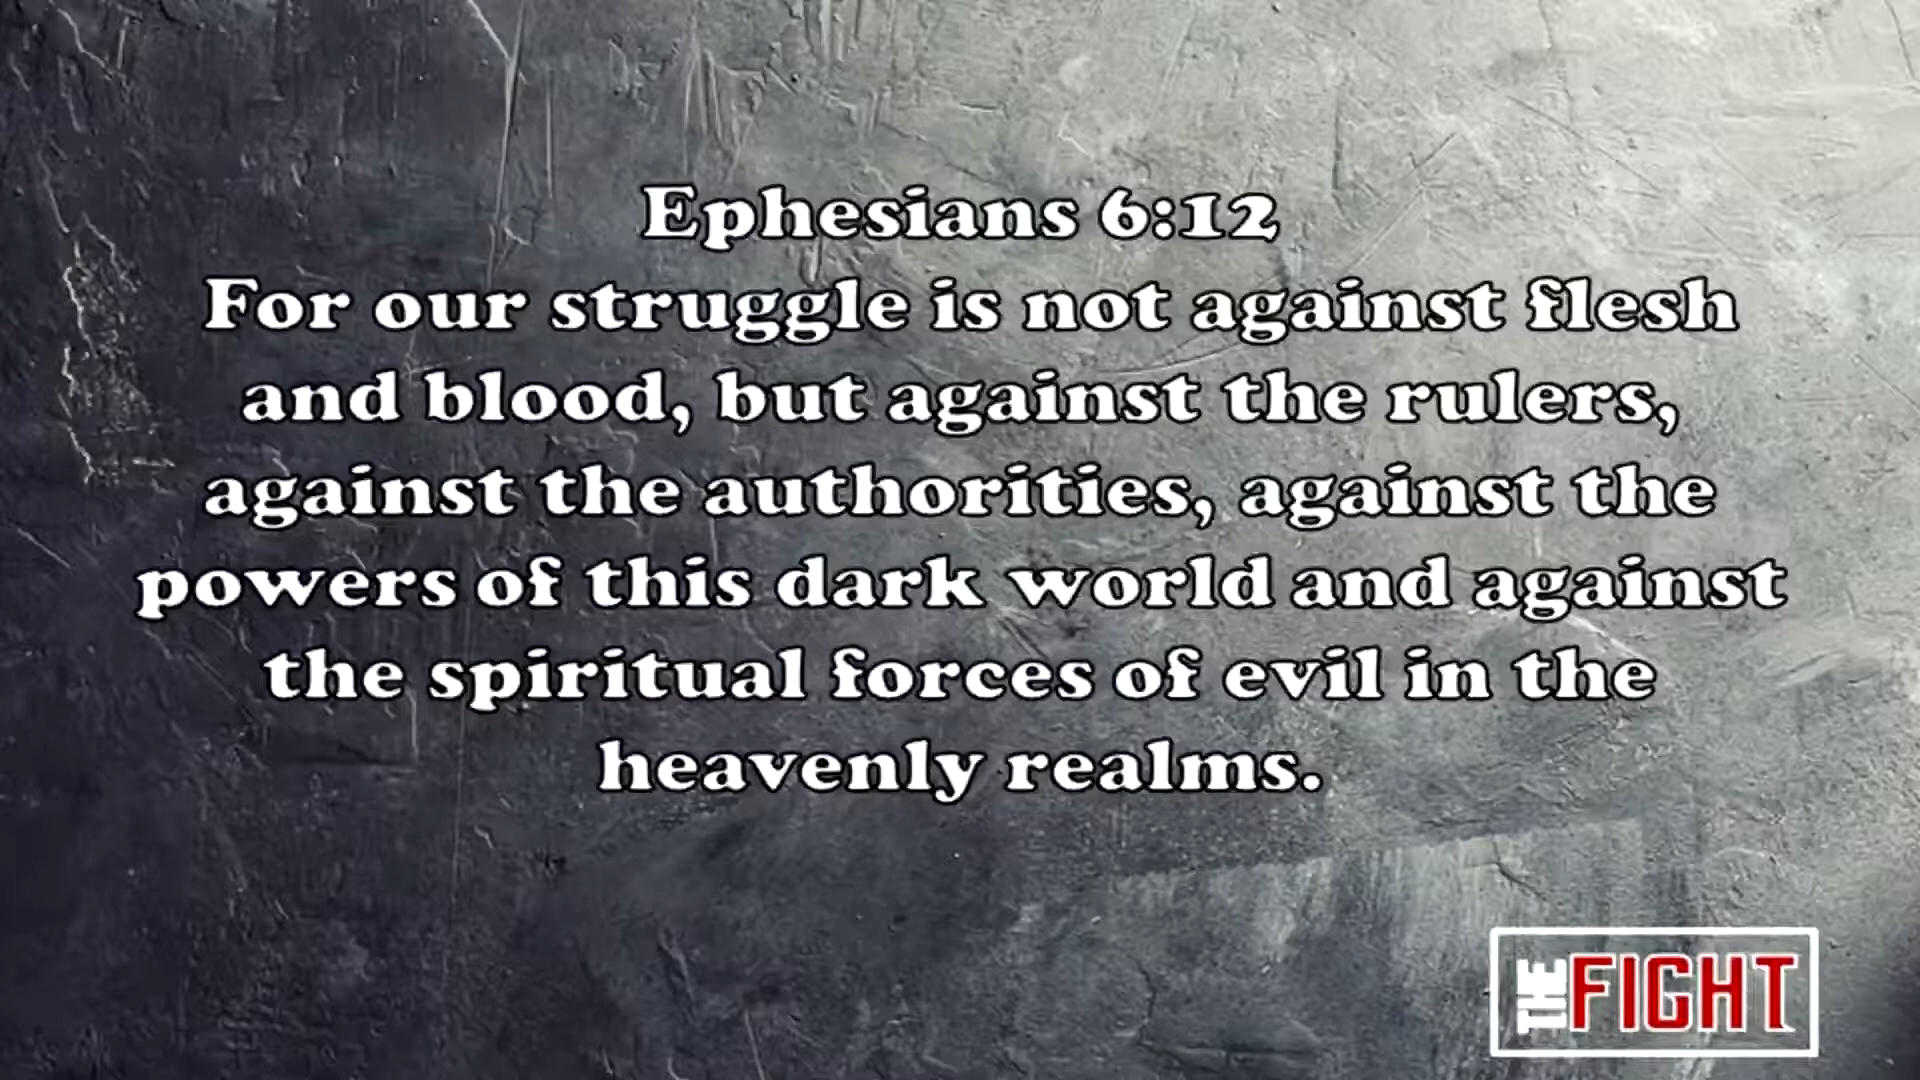 Ephesians 6:12
For our struggle is not against flesh
and blood, but against the rulers,
against the authorities, against the
powers of this dark world and against
the spiritual forces of evil in the
heavenly realms.
THE FIGHT